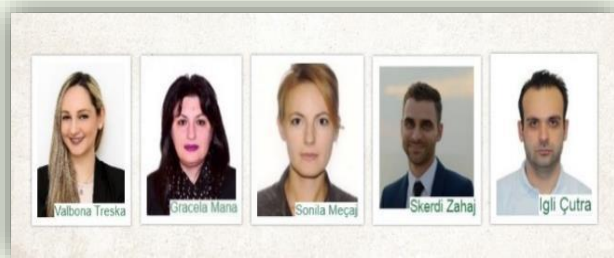 Valbona Treska
Gracela Mana
Sonila Meçaj
Skerdi Zahaj
Igli Çutra